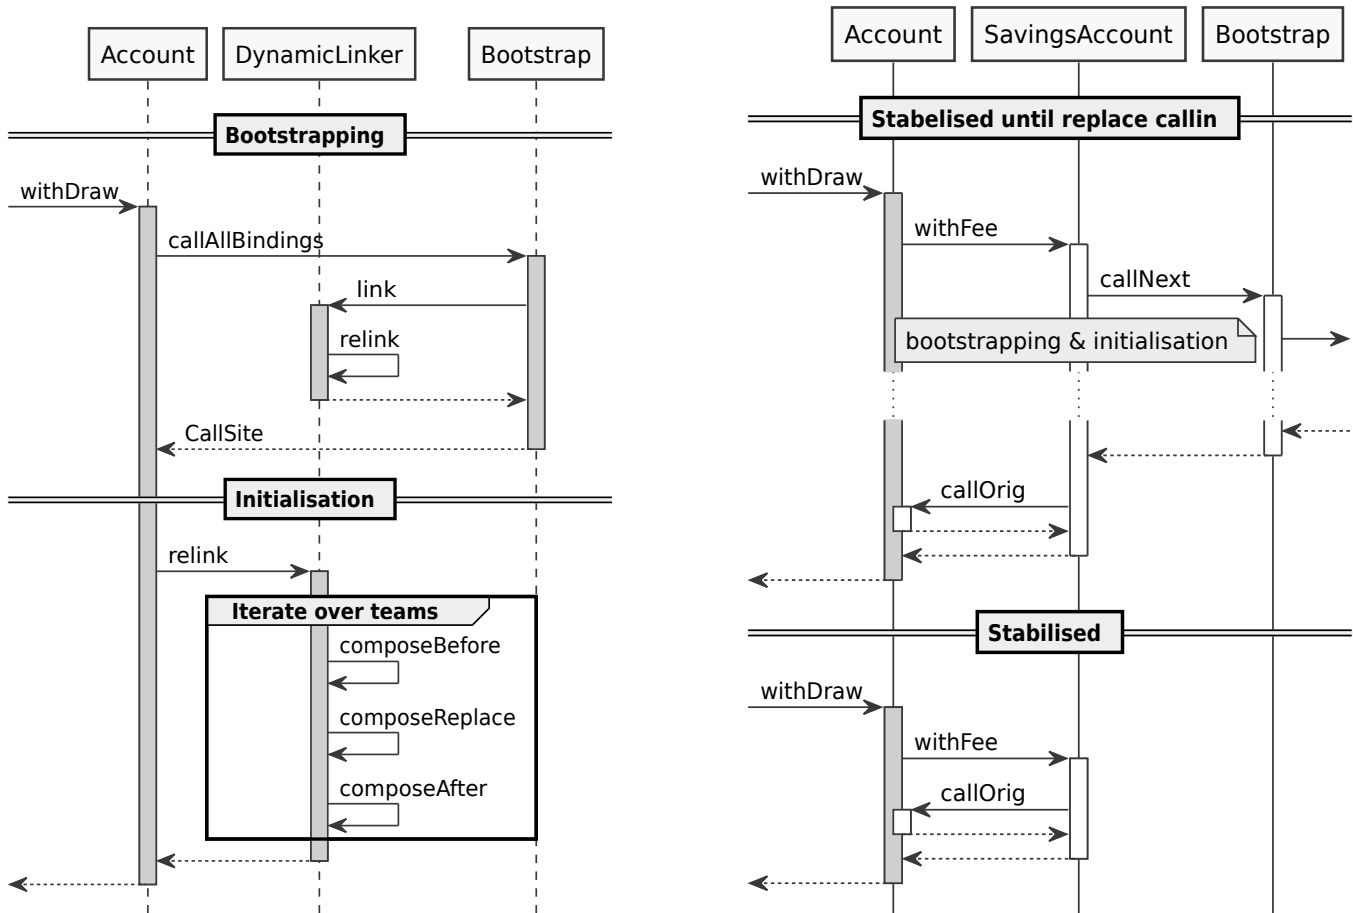 Account
DynamicLinker
Bootstrap
Bootstrapping
withDraw
callAllBindings
link
relink
CallSite
Initialisation
relink
Iterate over teams
composeBefore
composeReplace
composeAfter
Account
SavingsAccount
Bootstrap
Stabelised until replace callin
withDraw
withFee
callNext
bootstrapping & initialisation
callOrig
Stabilised
withDraw
withFee
callOrig